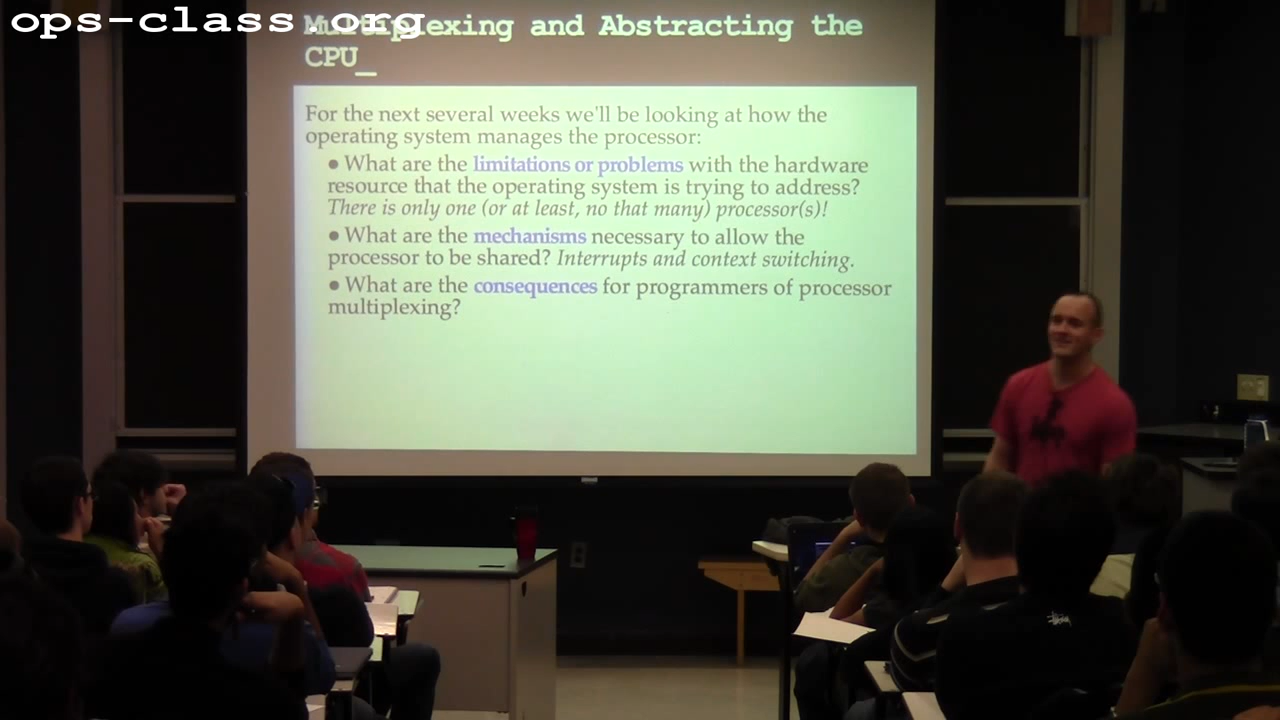 ops-class.org
Multiplexing and Abstracting the
CPU_
For the next several weeks we'll be looking at how the
operating system manages the processor:
● What are the limitations or problems with the hardware
resource that the operating system is trying to address?
There is only one (or at least, no that many) processor(s)!
● What are the mechanisms necessary to allow the
processor to be shared? Interrupts and context switching.
● What are the consequences for programmers of processor
multiplexing?